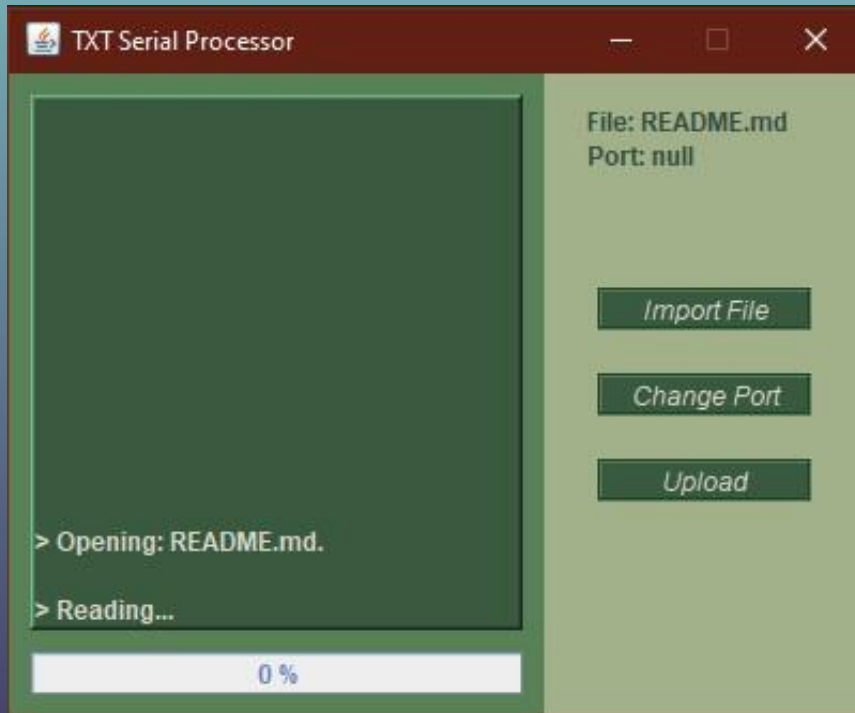 TXT Serial Processor
File: README.md
Port: null
Import File
Change Port
Upload
> Opening: README.md.
> Reading...
0 %